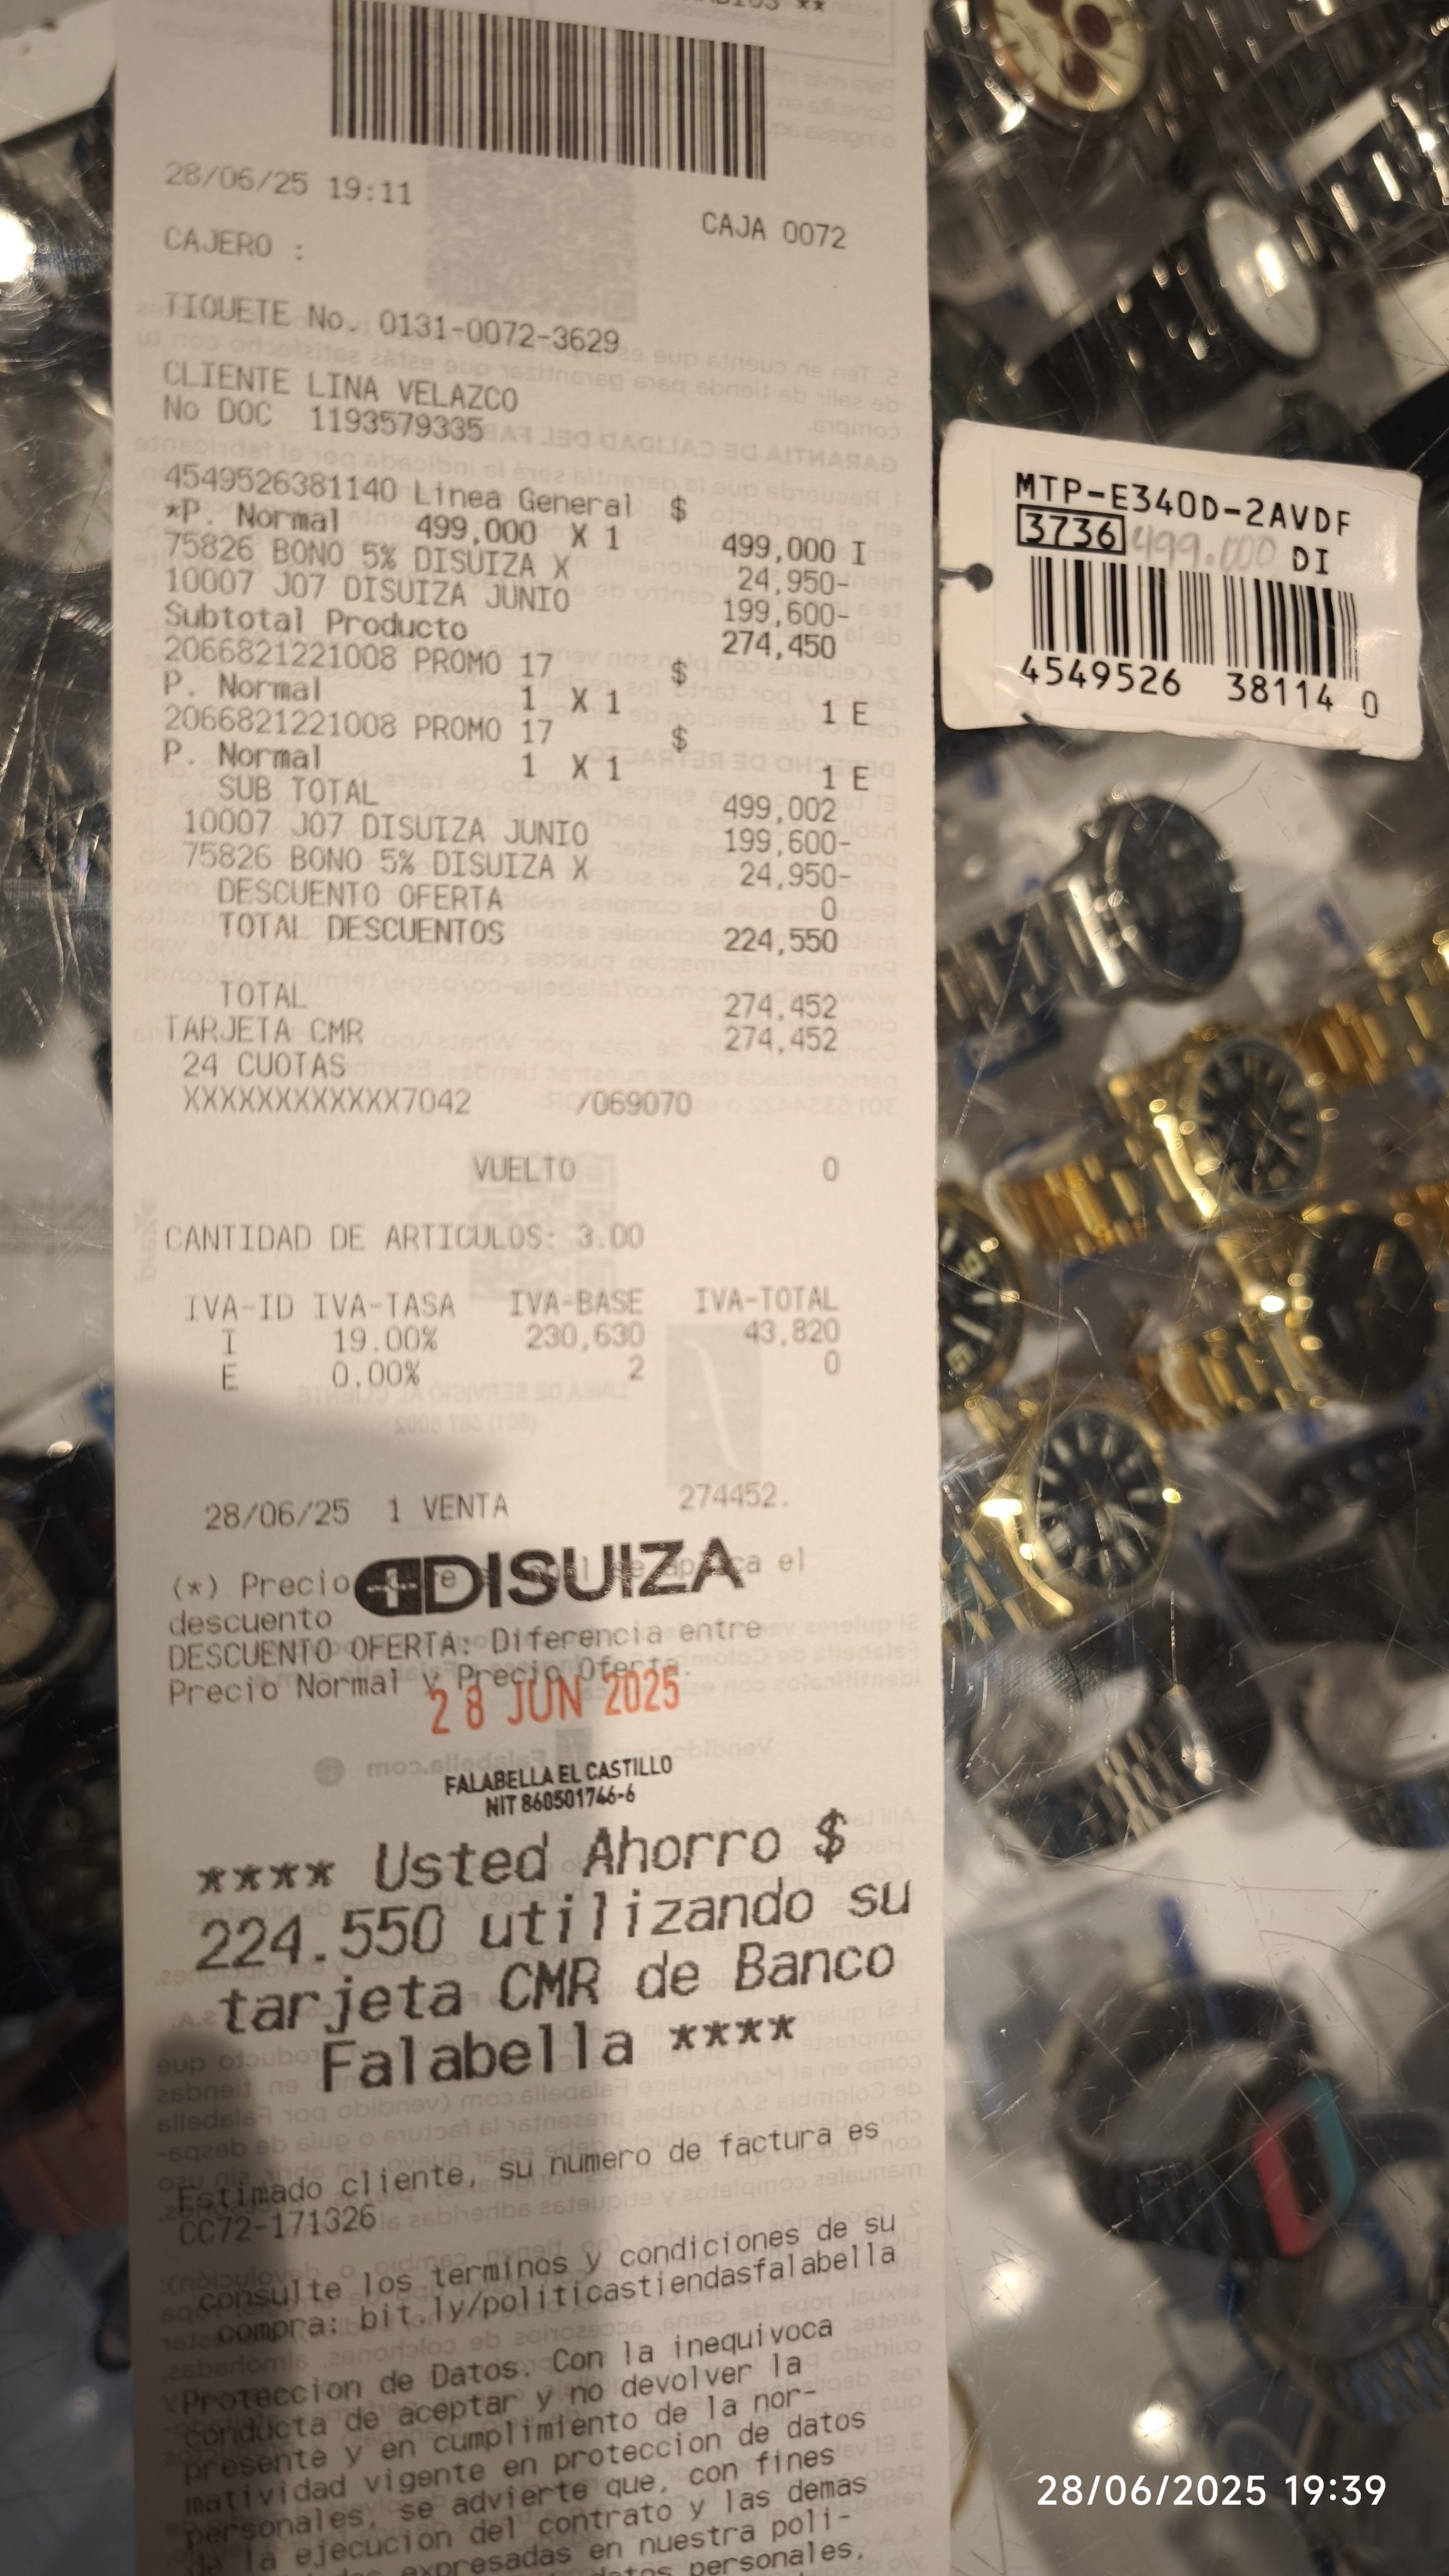 28/06/25 19:11
CAJA 0072
CAJERO :
TIQUETE No. 0131-0072-3629
CLIENTE LINA VELAZCO
No DOC 1193579335
4549526381140 Linea General $
*P. Normal 499,000 X 1 499,000 I
75826 BONO 5% DISUIZA X 24,950-
10007 J07 DISUIZA JUNIO 199,600-
Subtotal Producto 274,450
2066821221008 PROMO 17 $
P. Normal 1 X 1 1 E
2066821221008 PROMO 17 $
P. Normal 1 X 1 1 E
SUB TOTAL 499,002
10007 J07 DISUIZA JUNIO 199,600-
75826 BONO 5% DISUIZA X 24,950-
DESCUENTO OFERTA 0
TOTAL DESCUENTOS 224,550
TOTAL 274,452
TARJETA CMR 274,452
24 CUOTAS
XXXXXXXXXXXX7042 /069070
VUELTO 0
CANTIDAD DE ARTICULOS: 3.00
IVA-ID IVA-TASA IVA-BASE IVA-TOTAL
I 19.00% 230,630 43,820
E 0.00% 2 0
28/06/25 1 VENTA 274452.
DISUIZA
(*) Precio se aplica el
descuento
DESCUENTO OFERTA: Diferencia entre
Precio Normal y Precio Oferta.
28 JUN 2025
FALABELLA EL CASTILLO
NIT 860501746-6
**** Usted Ahorro $
224.550 utilizando su
tarjeta CMR de Banco
Falabella ****
Estimado cliente, su numero de factura es
CC72-171326
consulte los terminos y condiciones de su
compra: bit.ly/politicastiendasfalabella
Proteccion de Datos. Con la inequivoca
conducta de aceptar y no devolver la
presente y en cumplimiento de la nor-
matividad vigente en proteccion de datos
personales, se advierte que, con fines
de la ejecucion del contrato y las demas
expresadas en nuestra poli-
datos personales,
MTP-E340D-2AVDF
3736 499.000 DI
4549526 38114 0
28/06/2025 19:39